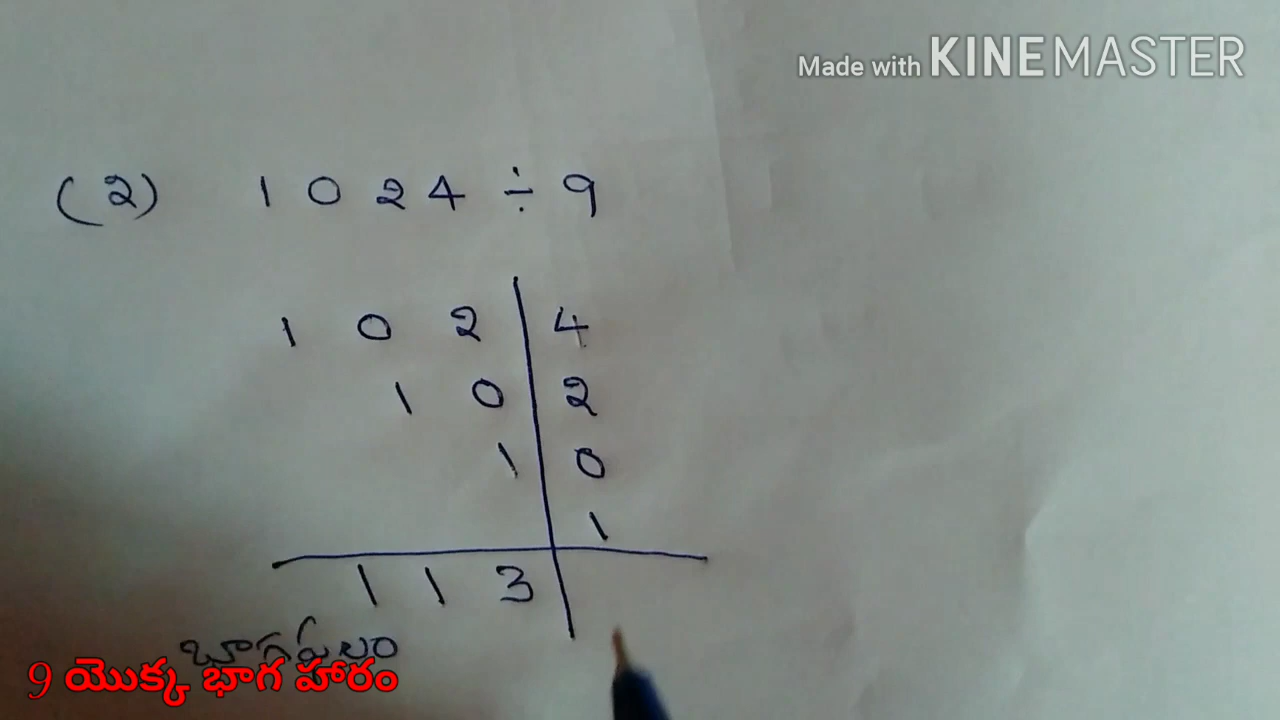 Made with KINEMASTER
(2) 1 0 2 4 ÷ 9
1 0 2 4
1 0 2
1 0
1
1 1 3
భాగఫలం
9 యొక్క భాగ హారం